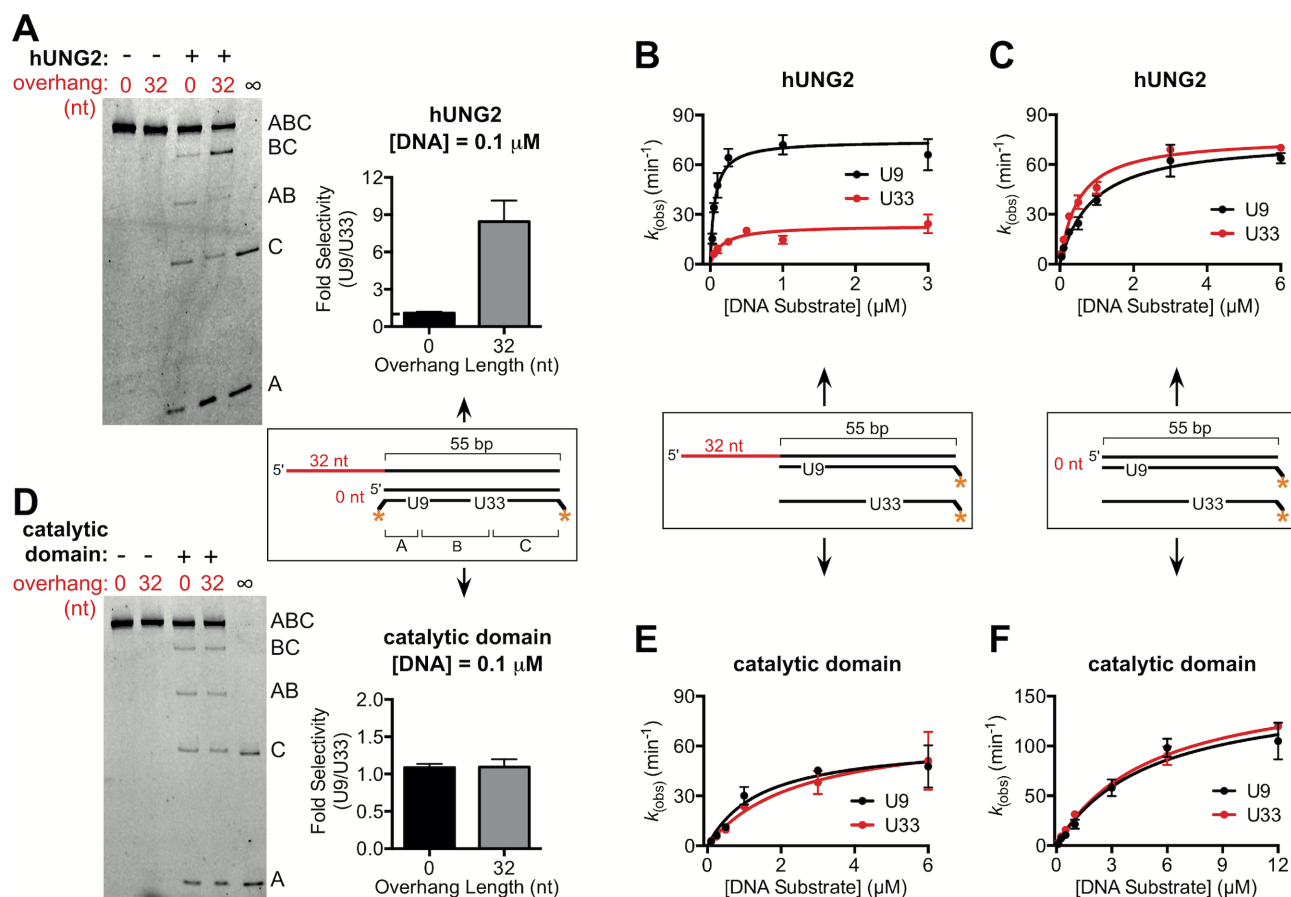 A
hUNG2: - - + +
overhang: 0 32 0 32 ∞
(nt)
ABC
BC
AB
C
A
hUNG2
[DNA] = 0.1 μM
Fold Selectivity
(U9/U33)
12
9
6
3
1
0
0 32
Overhang Length (nt)
B
hUNG2
k(obs) (min⁻¹)
90
60
30
0
U9
U33
0 1 2 3
[DNA Substrate] (μM)
C
hUNG2
k(obs) (min⁻¹)
90
60
30
0
U9
U33
0 2 4 6
[DNA Substrate] (μM)
55 bp
32 nt
5'
0 nt 5'
U9 U33
* *
A B C
55 bp
32 nt
5'
U9
*
U33
*
55 bp
5'
0 nt
U9
*
U33
*
D
catalytic
domain: - - + +
overhang: 0 32 0 32 ∞
(nt)
ABC
BC
AB
C
A
catalytic domain
[DNA] = 0.1 μM
Fold Selectivity
(U9/U33)
2.0
1.5
1.0
0.5
0.0
0 32
Overhang Length (nt)
E
catalytic domain
k(obs) (min⁻¹)
90
60
30
0
U9
U33
0 2 4 6
[DNA Substrate] (μM)
F
catalytic domain
k(obs) (min⁻¹)
150
100
50
0
U9
U33
0 3 6 9 12
[DNA Substrate] (μM)